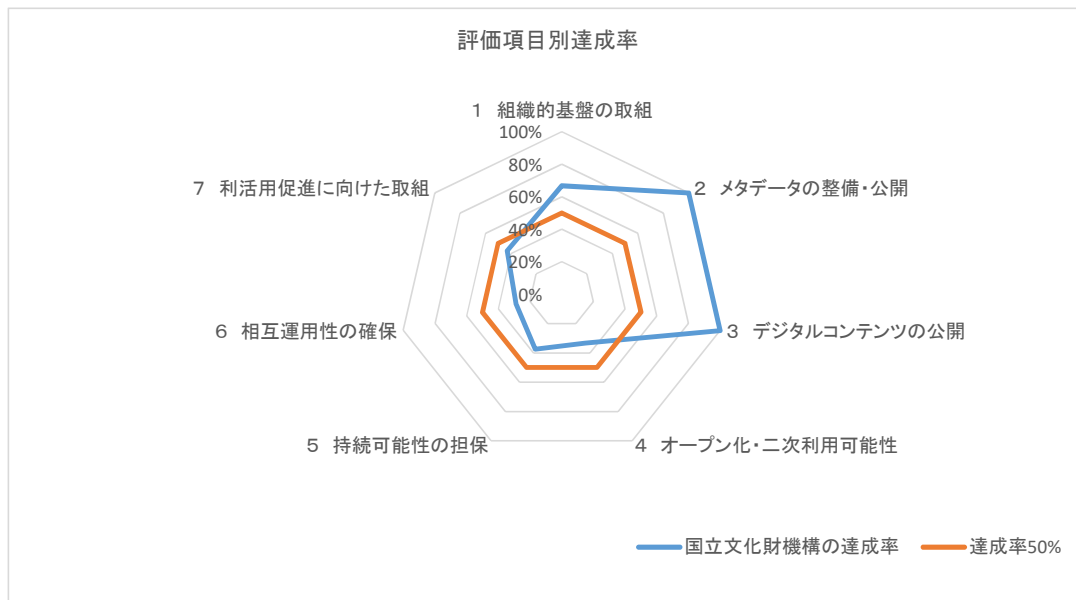 評価項目別達成率
1 組織的基盤の取組
100%
80%
60%
40%
20%
0%
2 メタデータの整備・公開
3 デジタルコンテンツの公開
4 オープン化・二次利用可能性
5 持続可能性の担保
6 相互運用性の確保
7 利活用促進に向けた取組
国立文化財機構の達成率
達成率50%